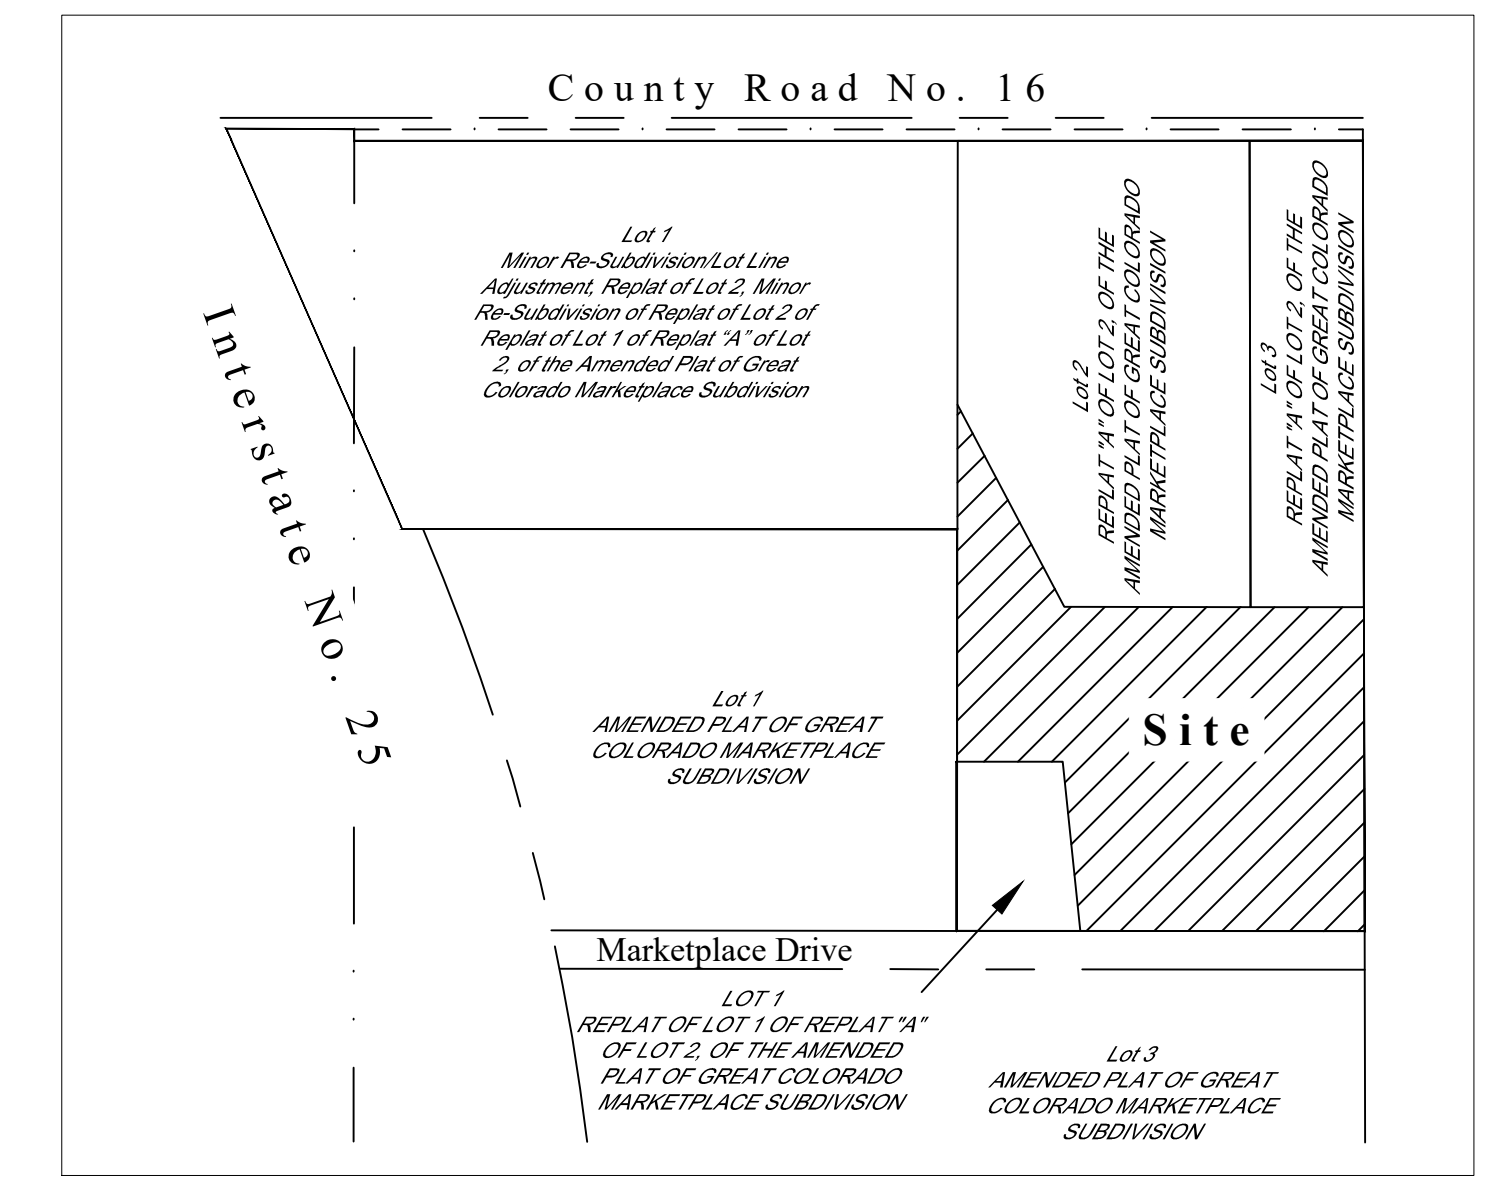 County Road No. 16
Lot 1
Minor Re-Subdivision/Lot Line
Adjustment, Replat of Lot 2, Minor
Re-Subdivision of Replat of Lot 2 of
Replat of Lot 1 of Replat “A” of Lot
2, of the Amended Plat of Great
Colorado Marketplace Subdivision
Lot 2
REPLAT "A" OF LOT 2, OF THE
AMENDED PLAT OF GREAT COLORADO
MARKETPLACE SUBDIVISION
Lot 3
REPLAT "A" OF LOT 2, OF THE
AMENDED PLAT OF GREAT COLORADO
MARKETPLACE SUBDIVISION
Interstate No. 25
Lot 1
AMENDED PLAT OF GREAT
COLORADO MARKETPLACE
SUBDIVISION
Site
Marketplace Drive
LOT 1
REPLAT OF LOT 1 OF REPLAT "A"
OF LOT 2, OF THE AMENDED
PLAT OF GREAT COLORADO
MARKETPLACE SUBDIVISION
Lot 3
AMENDED PLAT OF GREAT
COLORADO MARKETPLACE
SUBDIVISION